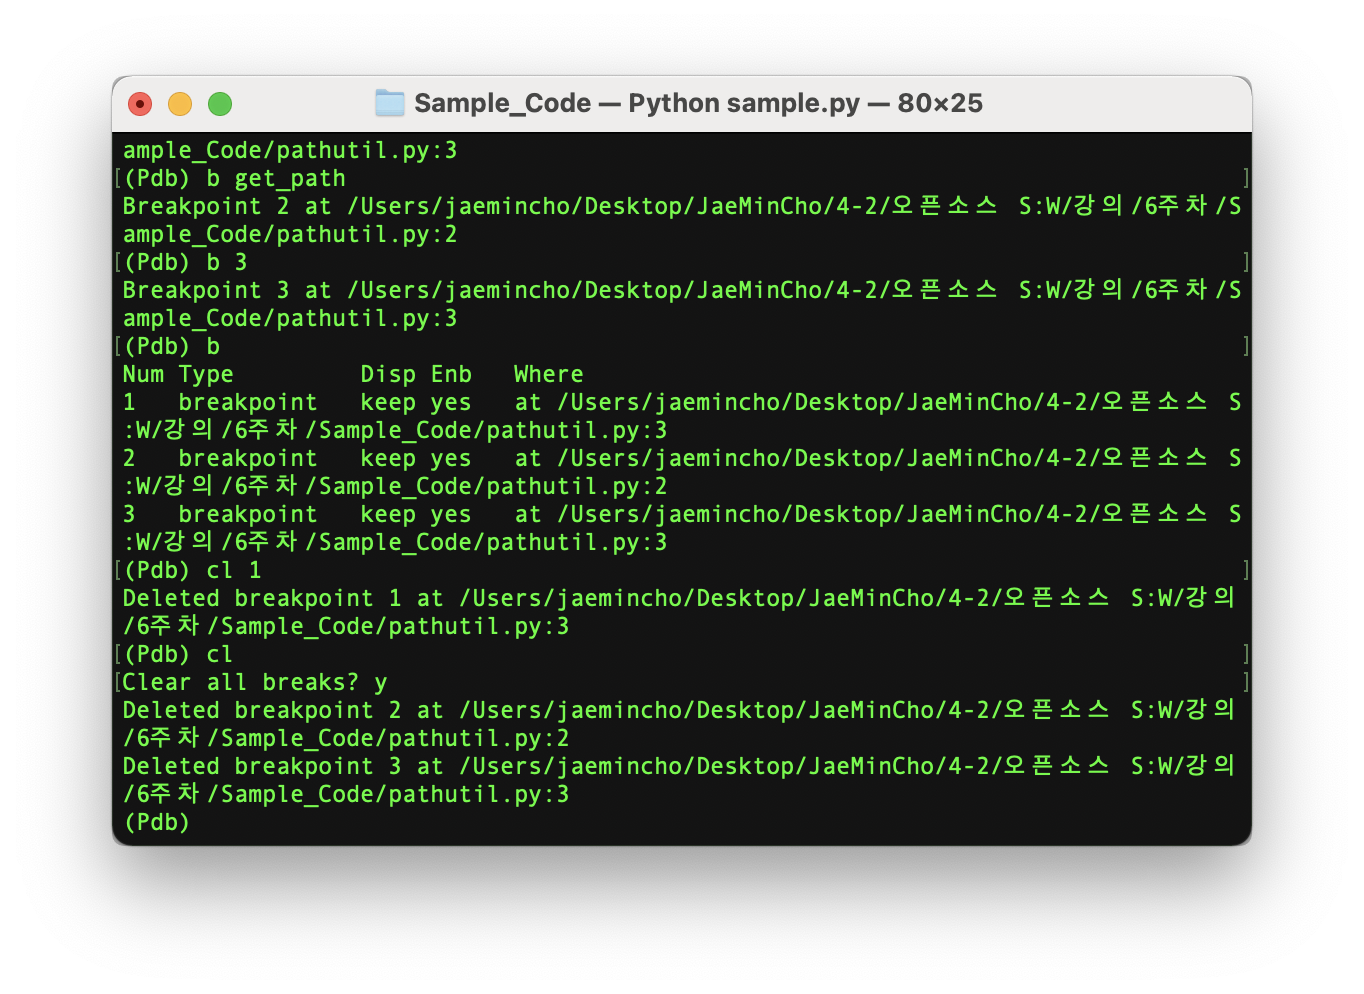 Sample_Code — Python sample.py — 80×25
ample_Code/pathutil.py:3
[(Pdb) b get_path ]
Breakpoint 2 at /Users/jaemincho/Desktop/JaeMinCho/4-2/오픈소스 S:W/강의/6주차/S
ample_Code/pathutil.py:2
[(Pdb) b 3 ]
Breakpoint 3 at /Users/jaemincho/Desktop/JaeMinCho/4-2/오픈소스 S:W/강의/6주차/S
ample_Code/pathutil.py:3
[(Pdb) b ]
Num Type         Disp Enb   Where
1   breakpoint   keep yes   at /Users/jaemincho/Desktop/JaeMinCho/4-2/오픈소스 S
:W/강의/6주차/Sample_Code/pathutil.py:3
2   breakpoint   keep yes   at /Users/jaemincho/Desktop/JaeMinCho/4-2/오픈소스 S
:W/강의/6주차/Sample_Code/pathutil.py:2
3   breakpoint   keep yes   at /Users/jaemincho/Desktop/JaeMinCho/4-2/오픈소스 S
:W/강의/6주차/Sample_Code/pathutil.py:3
[(Pdb) cl 1 ]
Deleted breakpoint 1 at /Users/jaemincho/Desktop/JaeMinCho/4-2/오픈소스 S:W/강의
/6주차/Sample_Code/pathutil.py:3
[(Pdb) cl ]
[Clear all breaks? y ]
Deleted breakpoint 2 at /Users/jaemincho/Desktop/JaeMinCho/4-2/오픈소스 S:W/강의
/6주차/Sample_Code/pathutil.py:2
Deleted breakpoint 3 at /Users/jaemincho/Desktop/JaeMinCho/4-2/오픈소스 S:W/강의
/6주차/Sample_Code/pathutil.py:3
(Pdb)